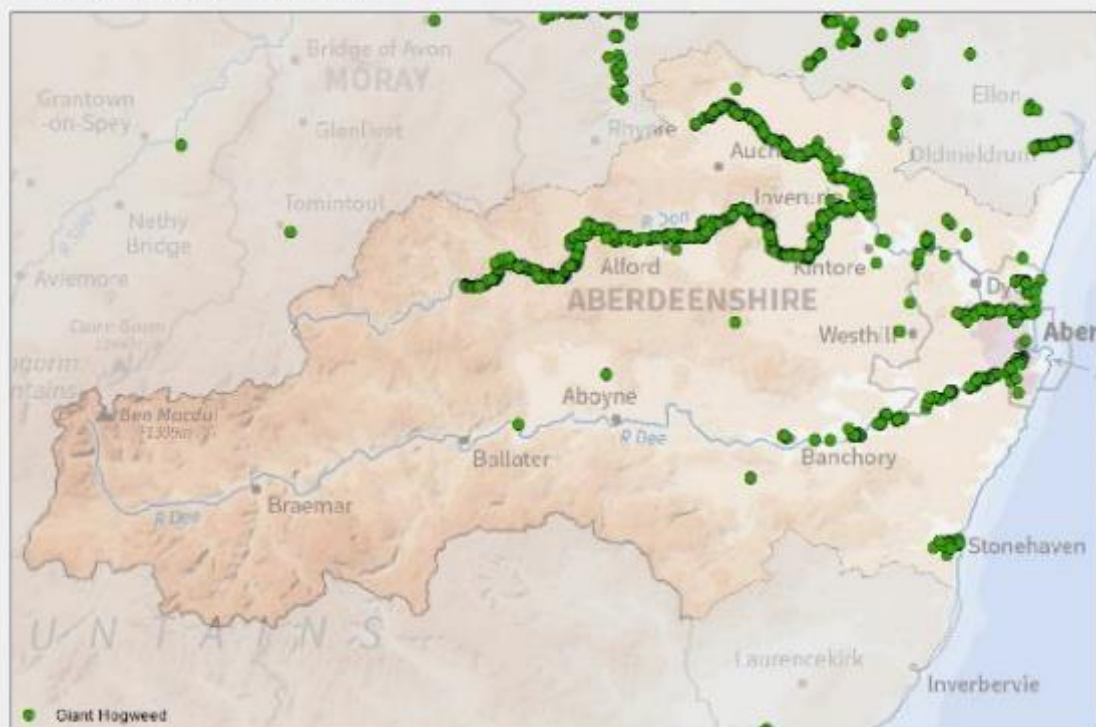 Bridge of Avon
MORAY
Grantown
-on-Spey
Glenlivet
Ellon
Rhynie
Oldmeldrum
Tomintoul
Nethy
Bridge
R Don
Alford
Kintore
Aviemore
ABERDEENSHIRE
Westhill
Aber
Ben Macdui
1309m
Aboyne
R Dee
Ballater
Banchory
Braemar
R Dee
Stonehaven
U N T A I N S
Laurencekirk
Inverbervie
Giant Hogweed